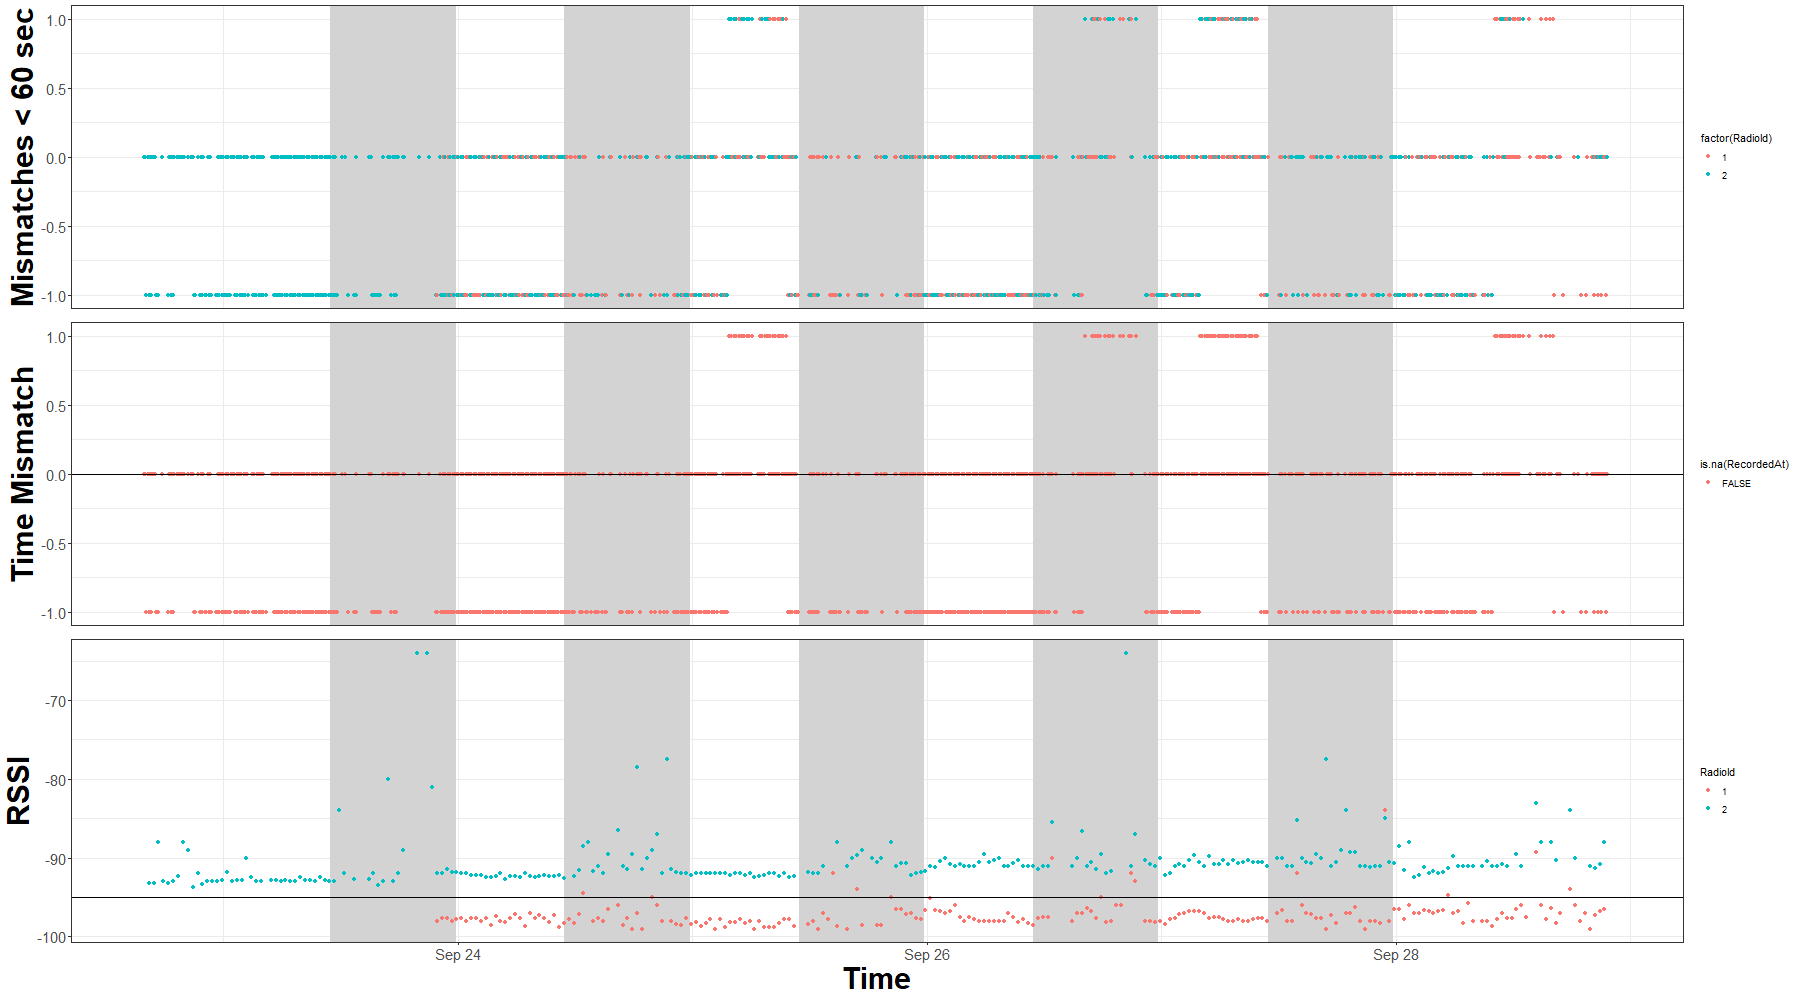 Mismatches < 60 sec
1.0
0.5
0.0
-0.5
-1.0
factor(RadioId)
1
2
Time Mismatch
1.0
0.5
0.0
-0.5
-1.0
is.na(RecordedAt)
FALSE
RSSI
-70
-80
-90
-100
RadioId
1
2
Sep 24
Sep 26
Sep 28
Time